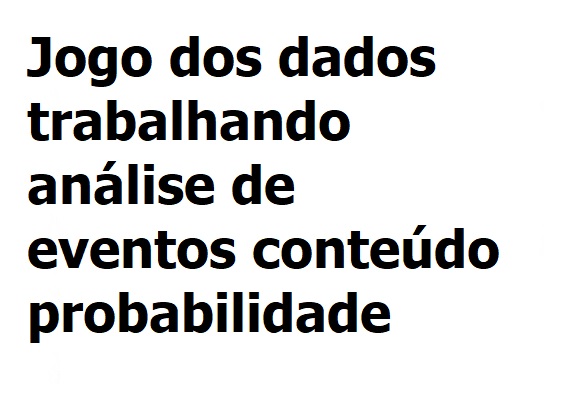 Jogo dos dados
trabalhando
análise de
eventos conteúdo
probabilidade